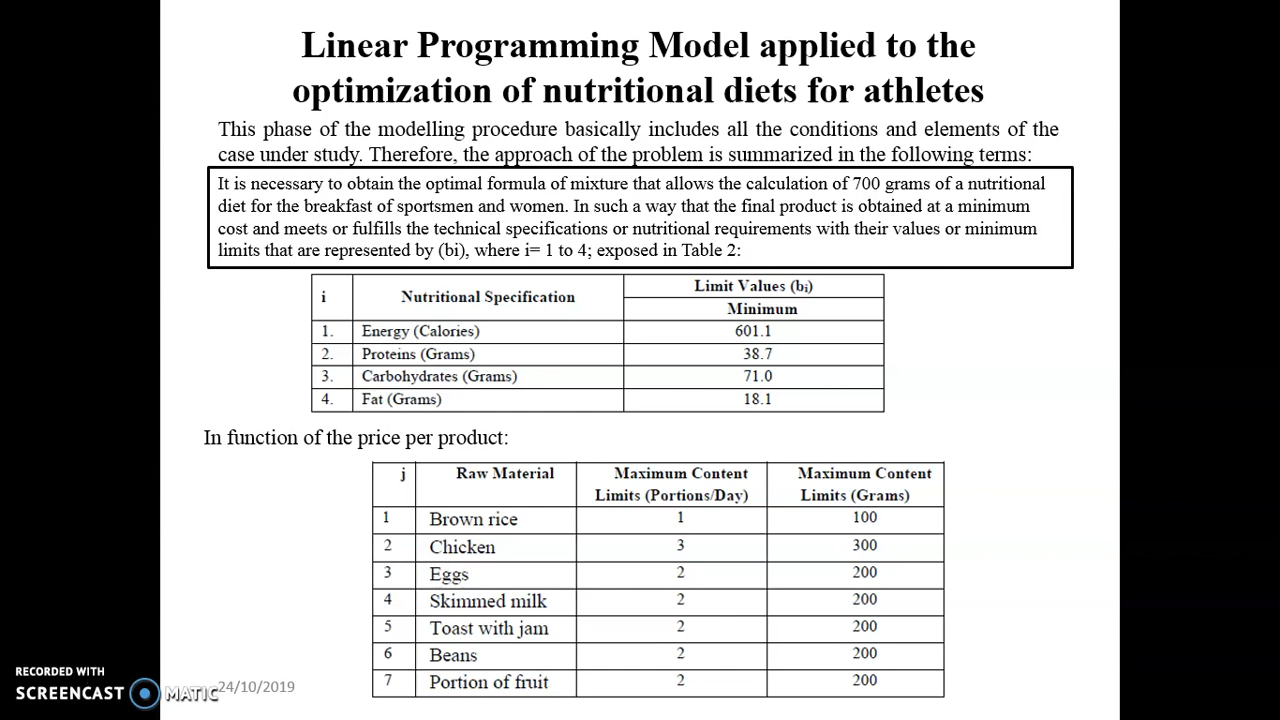 Linear Programming Model applied to the
optimization of nutritional diets for athletes
This phase of the modelling procedure basically includes all the conditions and elements of the
case under study. Therefore, the approach of the problem is summarized in the following terms:
It is necessary to obtain the optimal formula of mixture that allows the calculation of 700 grams of a nutritional
diet for the breakfast of sportsmen and women. In such a way that the final product is obtained at a minimum
cost and meets or fulfills the technical specifications or nutritional requirements with their values or minimum
limits that are represented by (bi), where i= 1 to 4; exposed in Table 2:
i Nutritional Specification Limit Values (bi)
Minimum
1. Energy (Calories) 601.1
2. Proteins (Grams) 38.7
3. Carbohydrates (Grams) 71.0
4. Fat (Grams) 18.1
In function of the price per product:
j Raw Material Maximum Content Maximum Content
Limits (Portions/Day) Limits (Grams)
1 Brown rice 1 100
2 Chicken 3 300
3 Eggs 2 200
4 Skimmed milk 2 200
5 Toast with jam 2 200
6 Beans 2 200
7 Portion of fruit 2 200
RECORDED WITH
SCREENCAST MATIC
24/10/2019